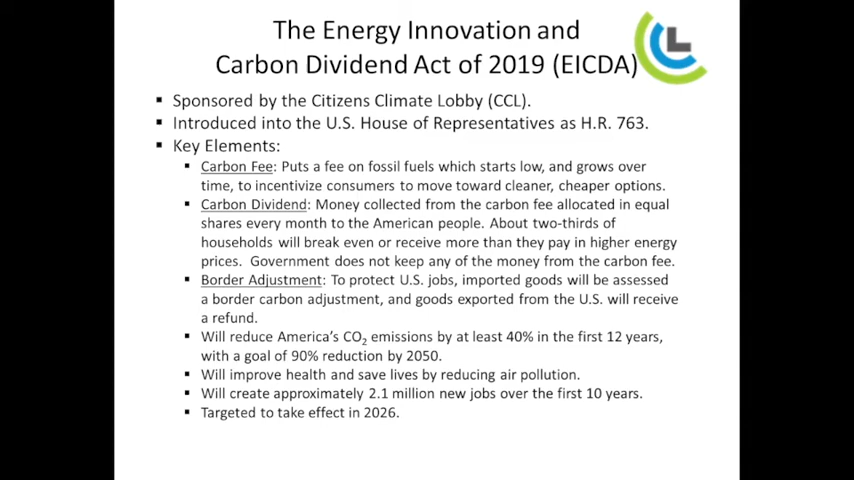 The Energy Innovation and
Carbon Dividend Act of 2019 (EICDA)
▪ Sponsored by the Citizens Climate Lobby (CCL).
▪ Introduced into the U.S. House of Representatives as H.R. 763.
▪ Key Elements:
▪ Carbon Fee: Puts a fee on fossil fuels which starts low, and grows over
time, to incentivize consumers to move toward cleaner, cheaper options.
▪ Carbon Dividend: Money collected from the carbon fee allocated in equal
shares every month to the American people. About two-thirds of
households will break even or receive more than they pay in higher energy
prices. Government does not keep any of the money from the carbon fee.
▪ Border Adjustment: To protect U.S. jobs, imported goods will be assessed
a border carbon adjustment, and goods exported from the U.S. will receive
a refund.
▪ Will reduce America's CO₂ emissions by at least 40% in the first 12 years,
with a goal of 90% reduction by 2050.
▪ Will improve health and save lives by reducing air pollution.
▪ Will create approximately 2.1 million new jobs over the first 10 years.
▪ Targeted to take effect in 2026.